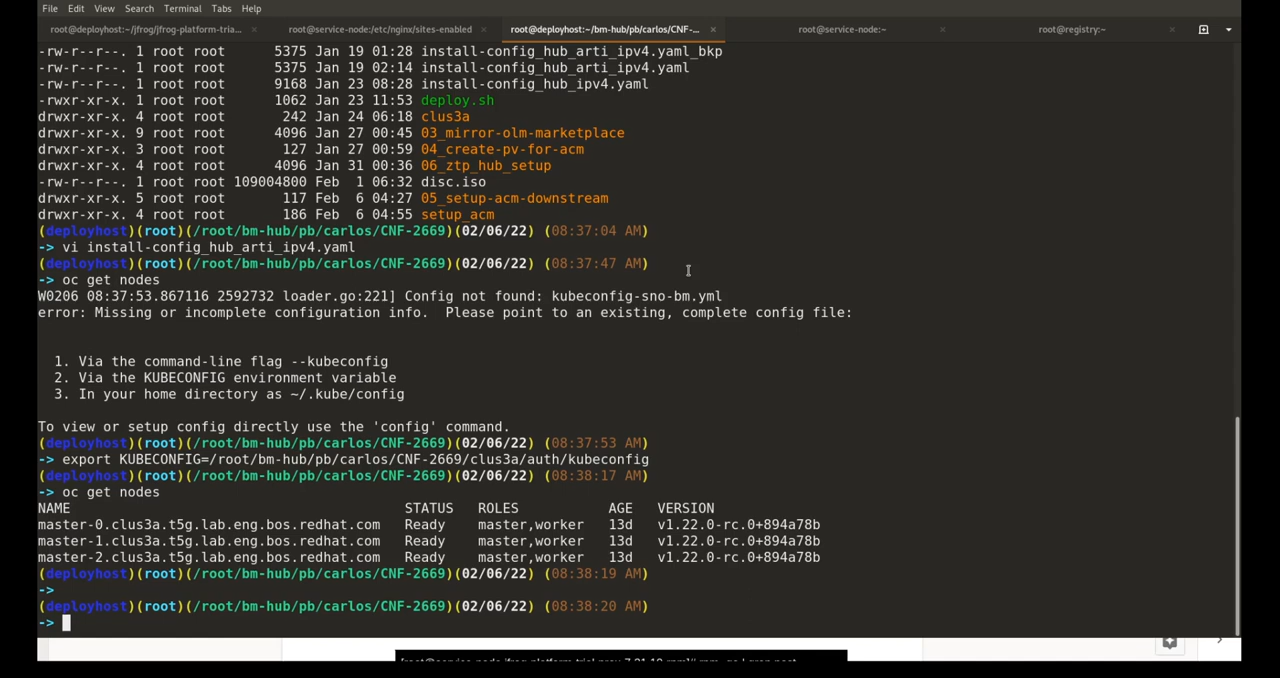 File Edit View Search Terminal Tabs Help
root@deployhost:~/jfrog/jfrog-platform-tria... × root@service-node:/etc/nginx/sites-enabled × root@deployhost:~/bm-hub/pb/carlos/CNF-... × root@service-node:~ × root@registry:~ ×
-rw-r--r--. 1 root root 5375 Jan 19 01:28 install-config_hub_arti_ipv4.yaml_bkp
-rw-r--r--. 1 root root 5375 Jan 19 02:14 install-config_hub_arti_ipv4.yaml
-rw-r--r--. 1 root root 9168 Jan 23 08:28 install-config_hub_ipv4.yaml
-rwxr-xr-x. 1 root root 1062 Jan 23 11:53 deploy.sh
drwxr-xr-x. 4 root root 242 Jan 24 06:18 clus3a
drwxr-xr-x. 9 root root 4096 Jan 27 00:45 03_mirror-olm-marketplace
drwxr-xr-x. 3 root root 127 Jan 27 00:59 04_create-pv-for-acm
drwxr-xr-x. 4 root root 4096 Jan 31 00:36 06_ztp_hub_setup
-rw-r--r--. 1 root root 109004800 Feb 1 06:32 disc.iso
drwxr-xr-x. 5 root root 117 Feb 6 04:27 05_setup-acm-downstream
drwxr-xr-x. 4 root root 186 Feb 6 04:55 setup_acm
(deployhost)(root)(/root/bm-hub/pb/carlos/CNF-2669)(02/06/22) (08:37:04 AM)
-> vi install-config_hub_arti_ipv4.yaml
(deployhost)(root)(/root/bm-hub/pb/carlos/CNF-2669)(02/06/22) (08:37:47 AM)
-> oc get nodes
W0206 08:37:53.867116 2592732 loader.go:221] Config not found: kubeconfig-sno-bm.yml
error: Missing or incomplete configuration info.  Please point to an existing, complete config file:
1. Via the command-line flag --kubeconfig
2. Via the KUBECONFIG environment variable
3. In your home directory as ~/.kube/config
To view or setup config directly use the 'config' command.
(deployhost)(root)(/root/bm-hub/pb/carlos/CNF-2669)(02/06/22) (08:37:53 AM)
-> export KUBECONFIG=/root/bm-hub/pb/carlos/CNF-2669/clus3a/auth/kubeconfig
(deployhost)(root)(/root/bm-hub/pb/carlos/CNF-2669)(02/06/22) (08:38:17 AM)
-> oc get nodes
NAME STATUS ROLES AGE VERSION
master-0.clus3a.t5g.lab.eng.bos.redhat.com Ready master,worker 13d v1.22.0-rc.0+894a78b
master-1.clus3a.t5g.lab.eng.bos.redhat.com Ready master,worker 13d v1.22.0-rc.0+894a78b
master-2.clus3a.t5g.lab.eng.bos.redhat.com Ready master,worker 13d v1.22.0-rc.0+894a78b
(deployhost)(root)(/root/bm-hub/pb/carlos/CNF-2669)(02/06/22) (08:38:19 AM)
->
(deployhost)(root)(/root/bm-hub/pb/carlos/CNF-2669)(02/06/22) (08:38:20 AM)
->